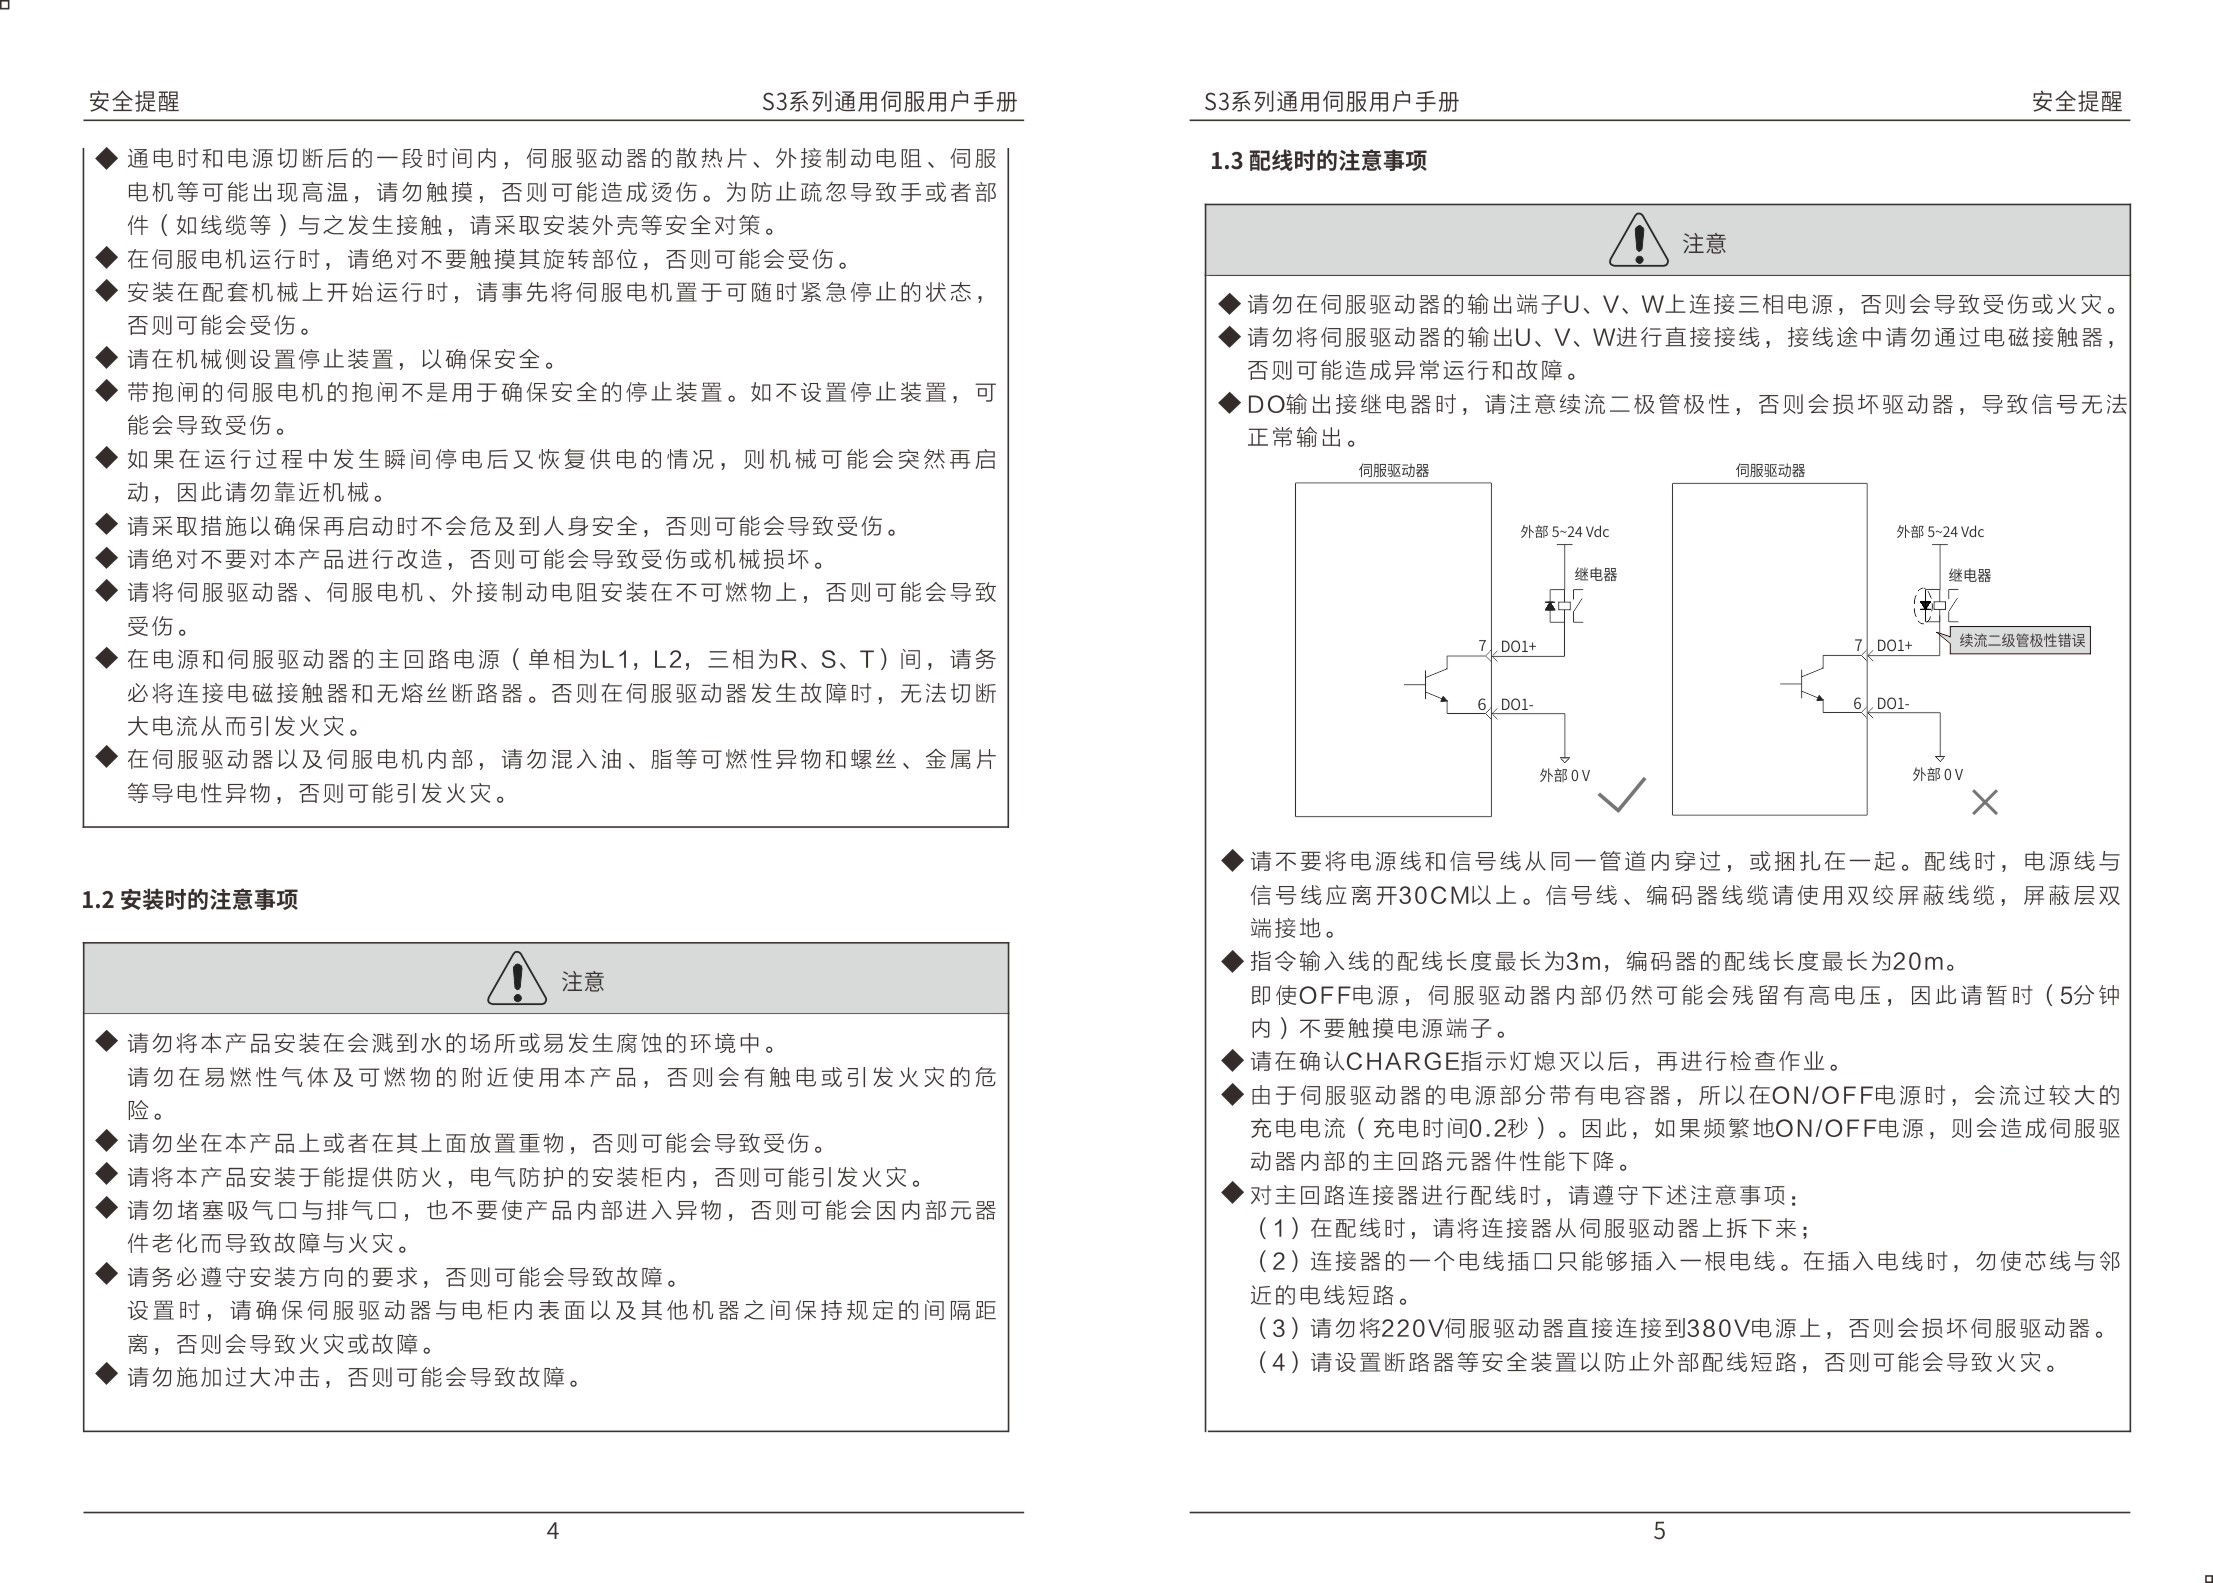 安全提醒
S3系列通用伺服用户手册
◆ 通电时和电源切断后的一段时间内，伺服驱动器的散热片、外接制动电阻、伺服
电机等可能出现高温，请勿触摸，否则可能造成烫伤。为防止疏忽导致手或者部
件（如线缆等）与之发生接触，请采取安装外壳等安全对策。
◆ 在伺服电机运行时，请绝对不要触摸其旋转部位，否则可能会受伤。
◆ 安装在配套机械上开始运行时，请事先将伺服电机置于可随时紧急停止的状态，
否则可能会受伤。
◆ 请在机械侧设置停止装置，以确保安全。
◆ 带抱闸的伺服电机的抱闸不是用于确保安全的停止装置。如不设置停止装置，可
能会导致受伤。
◆ 如果在运行过程中发生瞬间停电后又恢复供电的情况，则机械可能会突然再启
动，因此请勿靠近机械。
◆ 请采取措施以确保再启动时不会危及到人身安全，否则可能会导致受伤。
◆ 请绝对不要对本产品进行改造，否则可能会导致受伤或机械损坏。
◆ 请将伺服驱动器、伺服电机、外接制动电阻安装在不可燃物上，否则可能会导致
受伤。
◆ 在电源和伺服驱动器的主回路电源（单相为L1，L2，三相为R、S、T）间，请务
必将连接电磁接触器和无熔丝断路器。否则在伺服驱动器发生故障时，无法切断
大电流从而引发火灾。
◆ 在伺服驱动器以及伺服电机内部，请勿混入油、脂等可燃性异物和螺丝、金属片
等导电性异物，否则可能引发火灾。
1.2 安装时的注意事项
注意
◆ 请勿将本产品安装在会溅到水的场所或易发生腐蚀的环境中。
请勿在易燃性气体及可燃物的附近使用本产品，否则会有触电或引发火灾的危
险。
◆ 请勿坐在本产品上或者在其上面放置重物，否则可能会导致受伤。
◆ 请将本产品安装于能提供防火，电气防护的安装柜内，否则可能引发火灾。
◆ 请勿堵塞吸气口与排气口，也不要使产品内部进入异物，否则可能会因内部元器
件老化而导致故障与火灾。
◆ 请务必遵守安装方向的要求，否则可能会导致故障。
设置时，请确保伺服驱动器与电柜内表面以及其他机器之间保持规定的间隔距
离，否则会导致火灾或故障。
◆ 请勿施加过大冲击，否则可能会导致故障。
4
S3系列通用伺服用户手册
安全提醒
1.3 配线时的注意事项
注意
◆ 请勿在伺服驱动器的输出端子U、V、W上连接三相电源，否则会导致受伤或火灾。
◆ 请勿将伺服驱动器的输出U、V、W进行直接接线，接线途中请勿通过电磁接触器，
否则可能造成异常运行和故障。
◆ DO输出接继电器时，请注意续流二极管极性，否则会损坏驱动器，导致信号无法
正常输出。
伺服驱动器
外部 5~24 Vdc
继电器
7 DO1+
6 DO1-
外部 0 V
伺服驱动器
外部 5~24 Vdc
继电器
续流二级管极性错误
7 DO1+
6 DO1-
外部 0 V
◆ 请不要将电源线和信号线从同一管道内穿过，或捆扎在一起。配线时，电源线与
信号线应离开30CM以上。信号线、编码器线缆请使用双绞屏蔽线缆，屏蔽层双
端接地。
◆ 指令输入线的配线长度最长为3m，编码器的配线长度最长为20m。
即使OFF电源，伺服驱动器内部仍然可能会残留有高电压，因此请暂时（5分钟
内）不要触摸电源端子。
◆ 请在确认CHARGE指示灯熄灭以后，再进行检查作业。
◆ 由于伺服驱动器的电源部分带有电容器，所以在ON/OFF电源时，会流过较大的
充电电流（充电时间0.2秒）。因此，如果频繁地ON/OFF电源，则会造成伺服驱
动器内部的主回路元器件性能下降。
◆ 对主回路连接器进行配线时，请遵守下述注意事项：
（1）在配线时，请将连接器从伺服驱动器上拆下来；
（2）连接器的一个电线插口只能够插入一根电线。在插入电线时，勿使芯线与邻
近的电线短路。
（3）请勿将220V伺服驱动器直接连接到380V电源上，否则会损坏伺服驱动器。
（4）请设置断路器等安全装置以防止外部配线短路，否则可能会导致火灾。
5